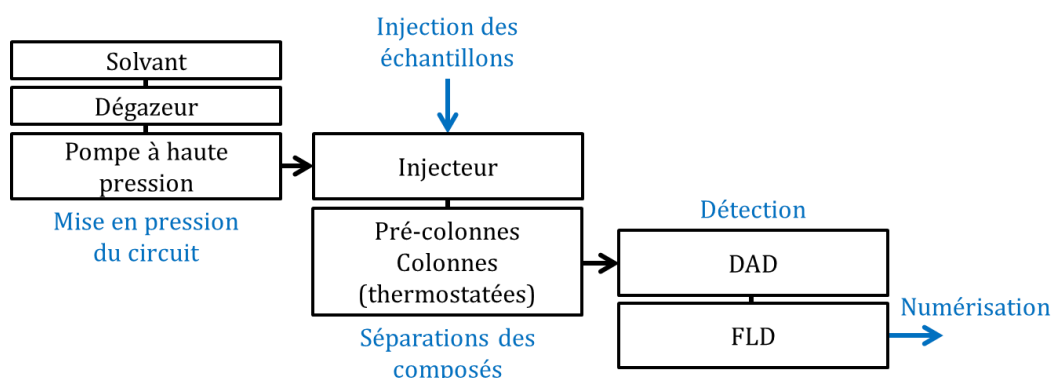 Injection des
échantillons
Solvant
Dégazeur
Pompe à haute
pression
Mise en pression
du circuit
Injecteur
Pré-colonnes
Colonnes
(thermostatées)
Séparations des
composés
Détection
DAD
FLD
Numérisation